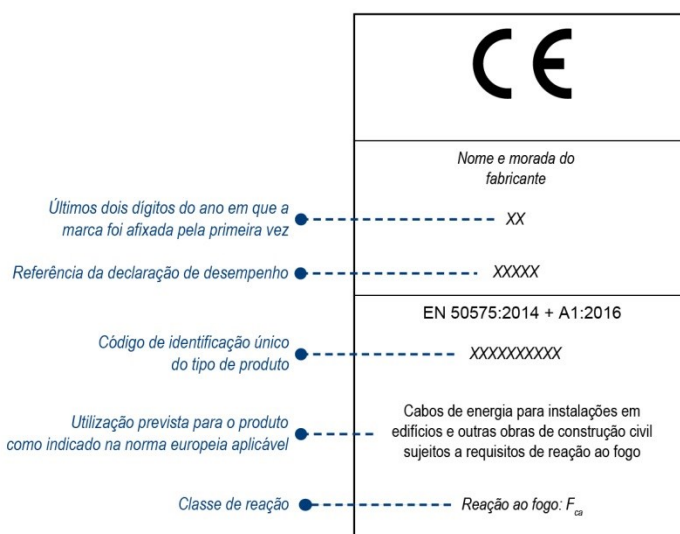 CE
Nome e morada do
fabricante
Últimos dois dígitos do ano em que a
marca foi afixada pela primeira vez
XX
Referência da declaração de desempenho
XXXXX
EN 50575:2014 + A1:2016
Código de identificação único
do tipo de produto
XXXXXXXXXX
Utilização prevista para o produto
como indicado na norma europeia aplicável
Cabos de energia para instalações em
edifícios e outras obras de construção civil
sujeitos a requisitos de reação ao fogo
Classe de reação
Reação ao fogo: Fca